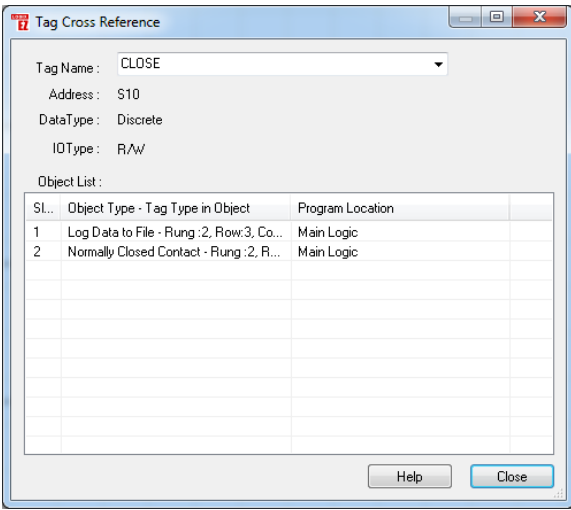 Tag Cross Reference
Tag Name : CLOSE
Address : S10
DataType : Discrete
IOType : R/W
Object List :
Sl... Object Type - Tag Type in Object Program Location
1 Log Data to File - Rung :2, Row:3, Co... Main Logic
2 Normally Closed Contact - Rung :2, R... Main Logic
Help Close